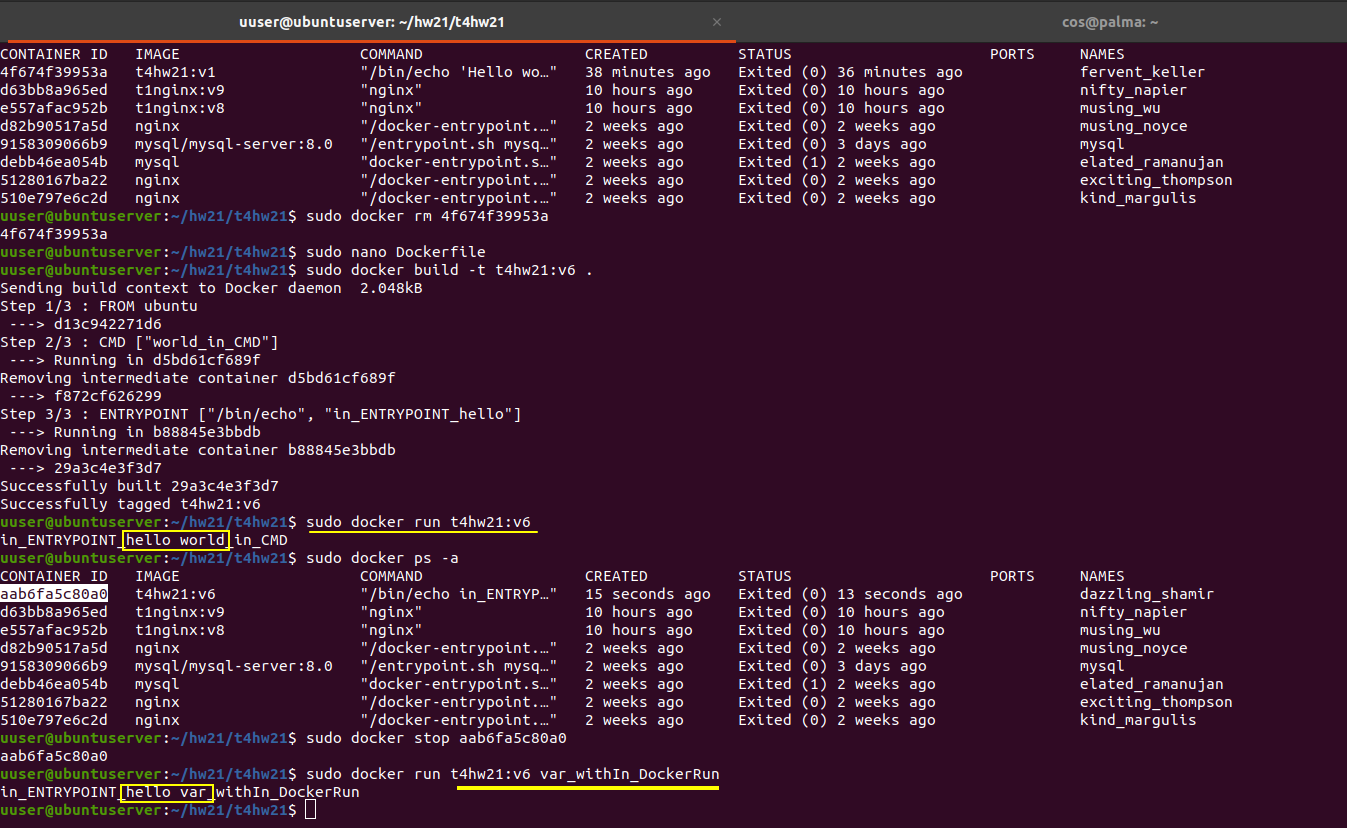 uuser@ubuntuserver: ~/hw21/t4hw21 × cos@palma: ~
CONTAINER ID IMAGE COMMAND CREATED STATUS PORTS NAMES
4f674f39953a t4hw21:v1 "/bin/echo 'Hello wo…" 38 minutes ago Exited (0) 36 minutes ago fervent_keller
d63bb8a965ed t1nginx:v9 "nginx" 10 hours ago Exited (0) 10 hours ago nifty_napier
e557afac952b t1nginx:v8 "nginx" 10 hours ago Exited (0) 10 hours ago musing_wu
d82b90517a5d nginx "/docker-entrypoint.…" 2 weeks ago Exited (0) 2 weeks ago musing_noyce
9158309066b9 mysql/mysql-server:8.0 "/entrypoint.sh mysq…" 2 weeks ago Exited (0) 3 days ago mysql
debb46ea054b mysql "docker-entrypoint.s…" 2 weeks ago Exited (1) 2 weeks ago elated_ramanujan
51280167ba22 nginx "/docker-entrypoint.…" 2 weeks ago Exited (0) 2 weeks ago exciting_thompson
510e797e6c2d nginx "/docker-entrypoint.…" 2 weeks ago Exited (0) 2 weeks ago kind_margulis
uuser@ubuntuserver:~/hw21/t4hw21$ sudo docker rm 4f674f39953a
4f674f39953a
uuser@ubuntuserver:~/hw21/t4hw21$ sudo nano Dockerfile
uuser@ubuntuserver:~/hw21/t4hw21$ sudo docker build -t t4hw21:v6 .
Sending build context to Docker daemon 2.048kB
Step 1/3 : FROM ubuntu
---> d13c942271d6
Step 2/3 : CMD ["world_in_CMD"]
---> Running in d5bd61cf689f
Removing intermediate container d5bd61cf689f
---> f872cf626299
Step 3/3 : ENTRYPOINT ["/bin/echo", "in_ENTRYPOINT_hello"]
---> Running in b88845e3bbdb
Removing intermediate container b88845e3bbdb
---> 29a3c4e3f3d7
Successfully built 29a3c4e3f3d7
Successfully tagged t4hw21:v6
uuser@ubuntuserver:~/hw21/t4hw21$ sudo docker run t4hw21:v6
in_ENTRYPOINT_hello world_in_CMD
uuser@ubuntuserver:~/hw21/t4hw21$ sudo docker ps -a
CONTAINER ID IMAGE COMMAND CREATED STATUS PORTS NAMES
aab6fa5c80a0 t4hw21:v6 "/bin/echo in_ENTRYP…" 15 seconds ago Exited (0) 13 seconds ago dazzling_shamir
d63bb8a965ed t1nginx:v9 "nginx" 10 hours ago Exited (0) 10 hours ago nifty_napier
e557afac952b t1nginx:v8 "nginx" 10 hours ago Exited (0) 10 hours ago musing_wu
d82b90517a5d nginx "/docker-entrypoint.…" 2 weeks ago Exited (0) 2 weeks ago musing_noyce
9158309066b9 mysql/mysql-server:8.0 "/entrypoint.sh mysq…" 2 weeks ago Exited (0) 3 days ago mysql
debb46ea054b mysql "docker-entrypoint.s…" 2 weeks ago Exited (1) 2 weeks ago elated_ramanujan
51280167ba22 nginx "/docker-entrypoint.…" 2 weeks ago Exited (0) 2 weeks ago exciting_thompson
510e797e6c2d nginx "/docker-entrypoint.…" 2 weeks ago Exited (0) 2 weeks ago kind_margulis
uuser@ubuntuserver:~/hw21/t4hw21$ sudo docker stop aab6fa5c80a0
aab6fa5c80a0
uuser@ubuntuserver:~/hw21/t4hw21$ sudo docker run t4hw21:v6 var_withIn_DockerRun
in_ENTRYPOINT_hello var_withIn_DockerRun
uuser@ubuntuserver:~/hw21/t4hw21$